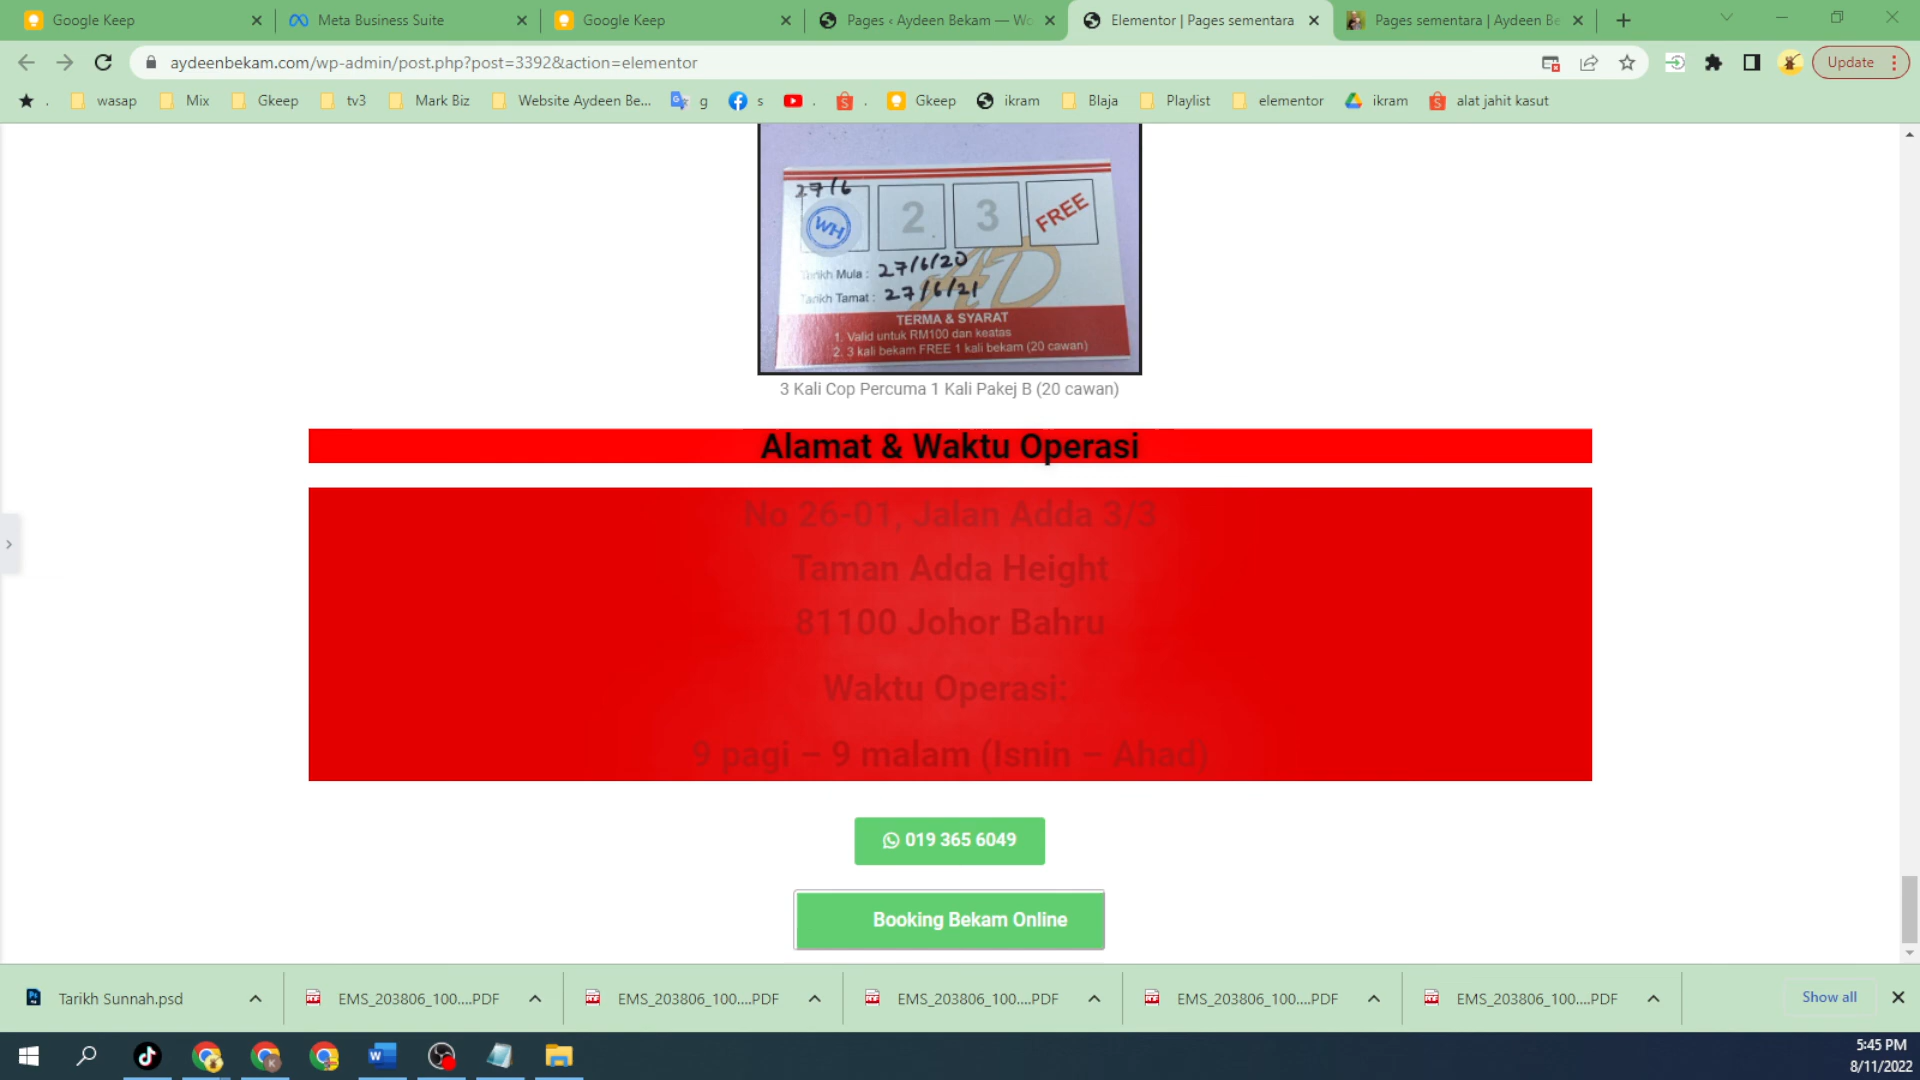 Google Keep
Meta Business Suite
Google Keep
Pages ‹ Aydeen Bekam — Wo
Elementor | Pages sementara
Pages sementara | Aydeen Be
aydeenbekam.com/wp-admin/post.php?post=3392&action=elementor
Update
.
wasap
Mix
Gkeep
tv3
Mark Biz
Website Aydeen Be...
g
s
.
.
Gkeep
ikram
Blaja
Playlist
elementor
ikram
alat jahit kasut
27/6
WH
2
3
FREE
AD
Tarikh Mula : 27/6/20
Tarikh Tamat : 27/6/21
TERMA & SYARAT
1. Valid untuk RM100 dan keatas
2. 3 kali bekam FREE 1 kali bekam (20 cawan)
3 Kali Cop Percuma 1 Kali Pakej B (20 cawan)
Alamat & Waktu Operasi
No 26-01, Jalan Adda 3/3
Taman Adda Height
81100 Johor Bahru
Waktu Operasi:
9 pagi – 9 malam (Isnin – Ahad)
019 365 6049
Booking Bekam Online
Tarikh Sunnah.psd
EMS_203806_100....PDF
EMS_203806_100....PDF
EMS_203806_100....PDF
EMS_203806_100....PDF
EMS_203806_100....PDF
Show all
5:45 PM
8/11/2022